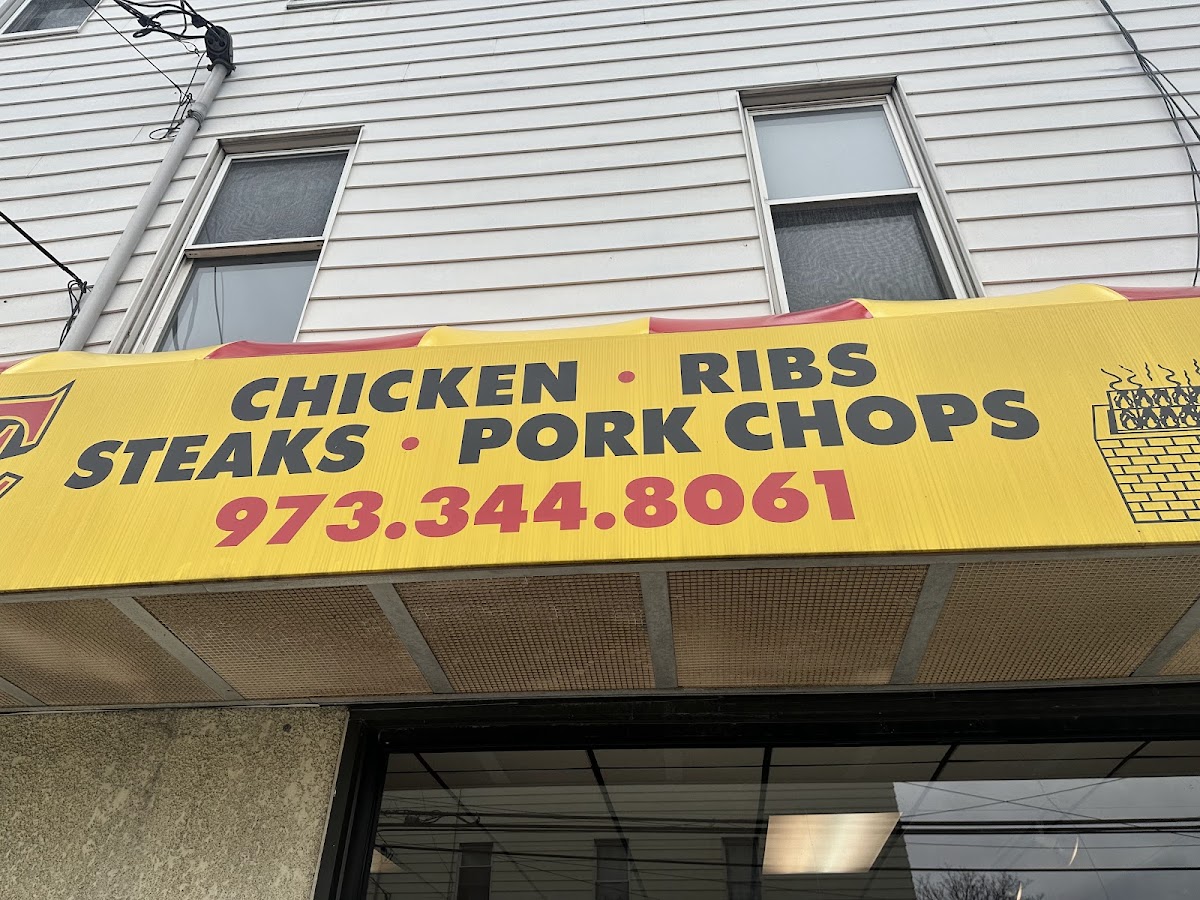 CHICKEN • RIBS
STEAKS • PORK CHOPS
973.344.8061